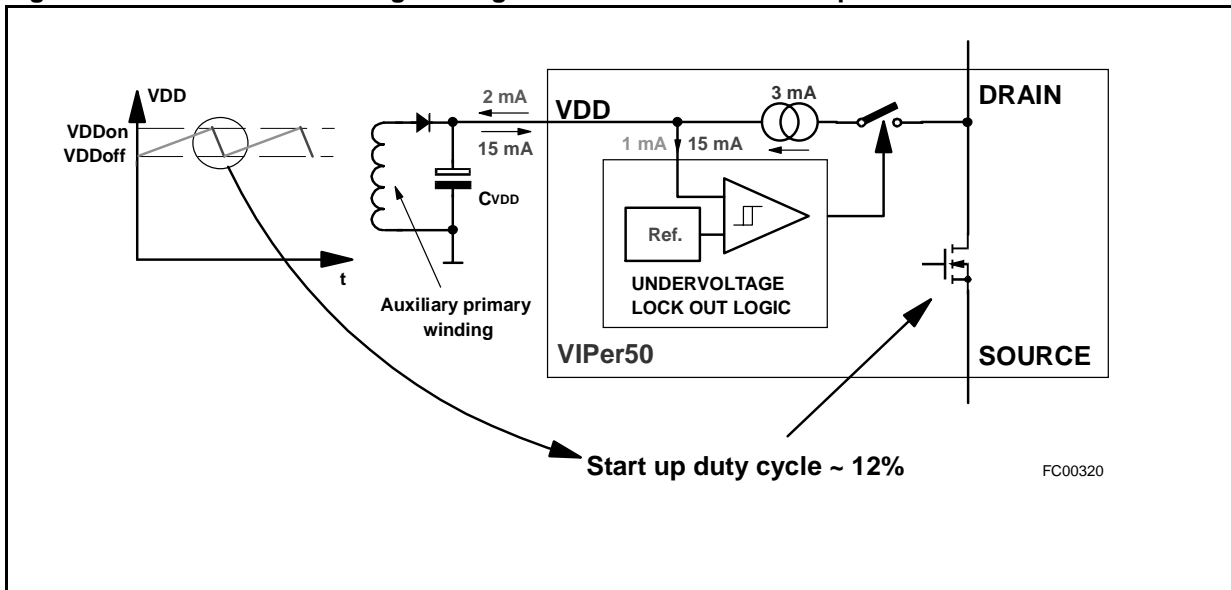 VDD
VDDon
VDDoff
t
2 mA
15 mA
CVDD
Auxiliary primary
winding
VDD
1 mA
15 mA
3 mA
DRAIN
Ref.
UNDERVOLTAGE
LOCK OUT LOGIC
VIPer50
SOURCE
Start up duty cycle ~ 12%
FC00320